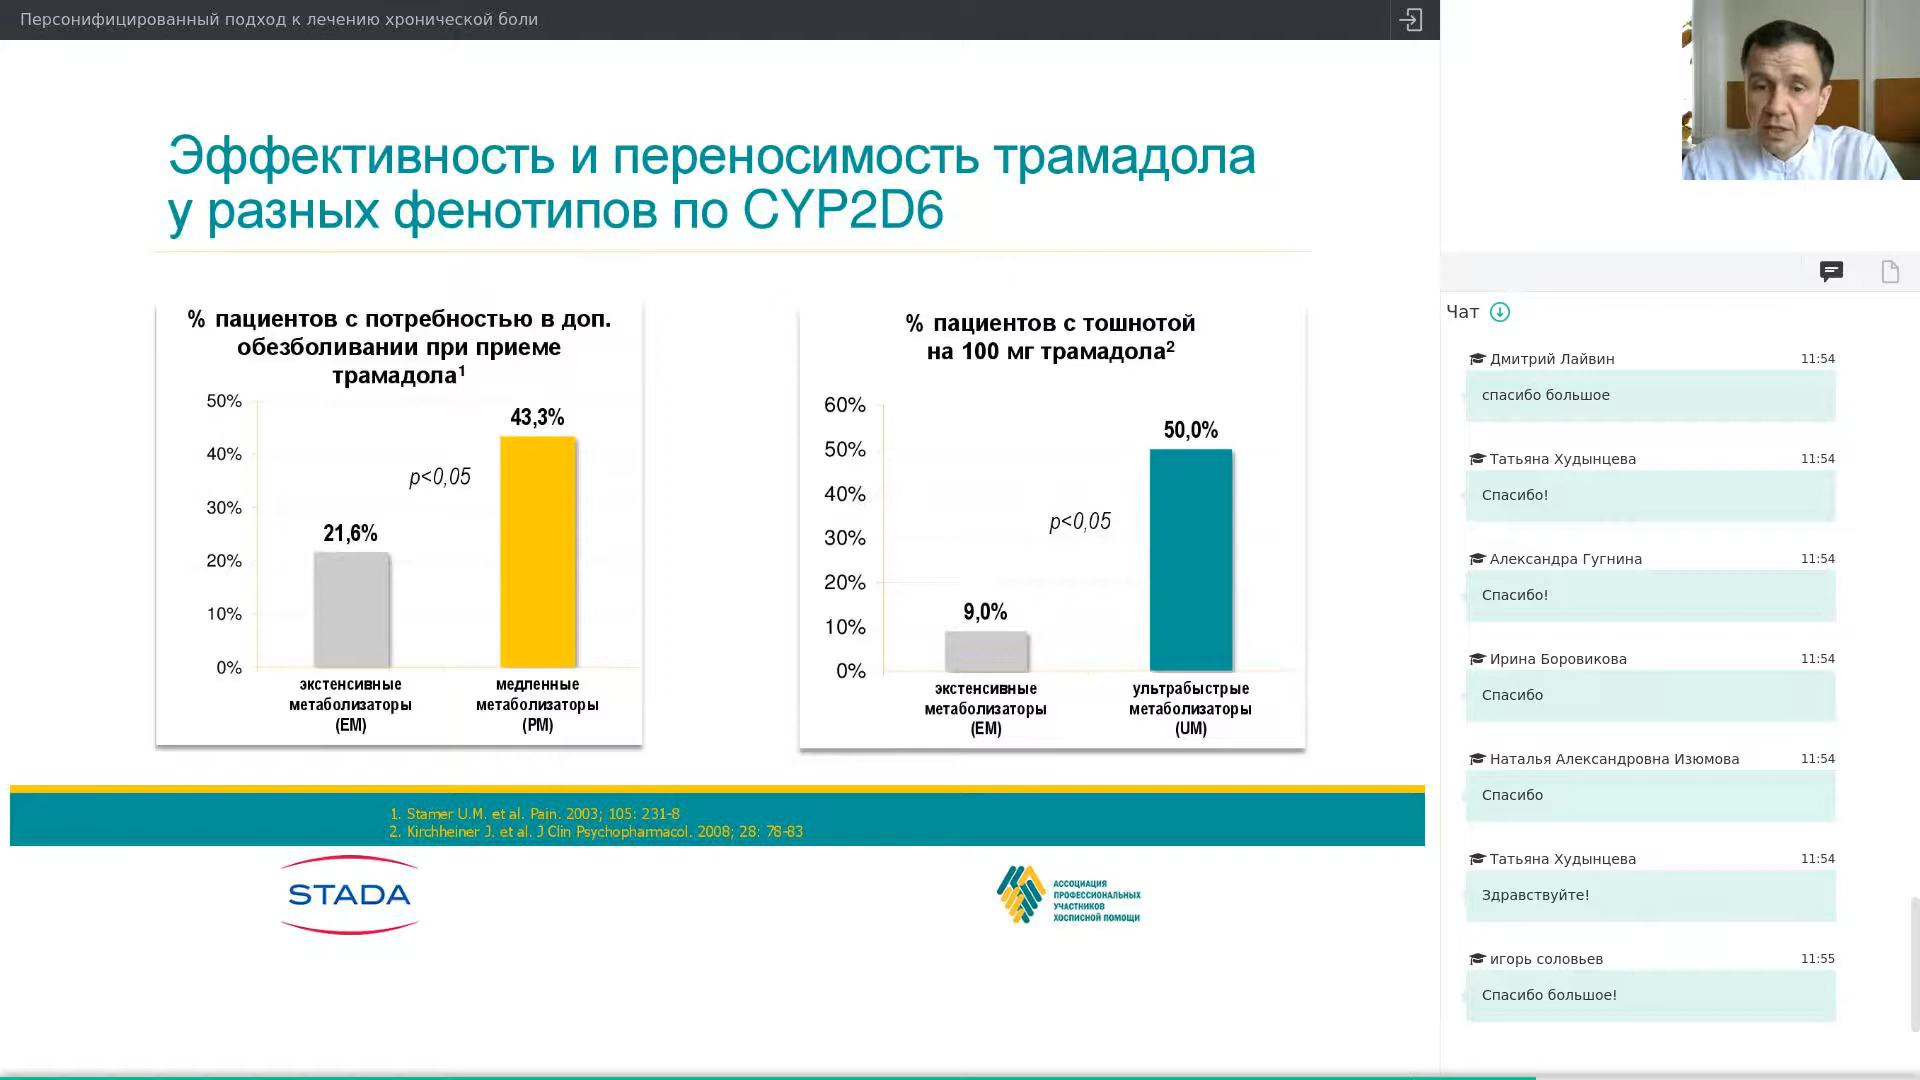 Персонифицированный подход к лечению хронической боли
Эффективность и переносимость трамадола
у разных фенотипов по CYP2D6
% пациентов с потребностью в доп.
обезболивании при приеме
трамадола¹
50%
40%
30%
20%
10%
0%
21,6%
p<0,05
43,3%
экстенсивные
метаболизаторы
(EM)
медленные
метаболизаторы
(PM)
% пациентов с тошнотой
на 100 мг трамадола²
60%
50%
40%
30%
20%
10%
0%
9,0%
p<0,05
50,0%
экстенсивные
метаболизаторы
(EM)
ультрабыстрые
метаболизаторы
(UM)
1. Stamer U.M. et al. Pain. 2003; 105: 231-8
2. Kirchheiner J. et al. J Clin Psychopharmacol. 2008; 28: 78-83
STADA
АССОЦИАЦИЯ
ПРОФЕССИОНАЛЬНЫХ
УЧАСТНИКОВ
ХОСПИСНОЙ ПОМОЩИ
Чат
Дмитрий Лайвин 11:54
спасибо большое
Татьяна Худынцева 11:54
Спасибо!
Александра Гугнина 11:54
Спасибо!
Ирина Боровикова 11:54
Спасибо
Наталья Александровна Изюмова 11:54
Спасибо
Татьяна Худынцева 11:54
Здравствуйте!
игорь соловьев 11:55
Спасибо большое!